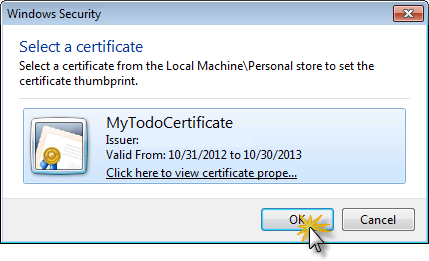 Windows Security
Select a certificate
Select a certificate from the Local Machine\Personal store to set the
certificate thumbprint.
MyTodoCertificate
Issuer:
Valid From: 10/31/2012 to 10/30/2013
Click here to view certificate prope...
OK
Cancel